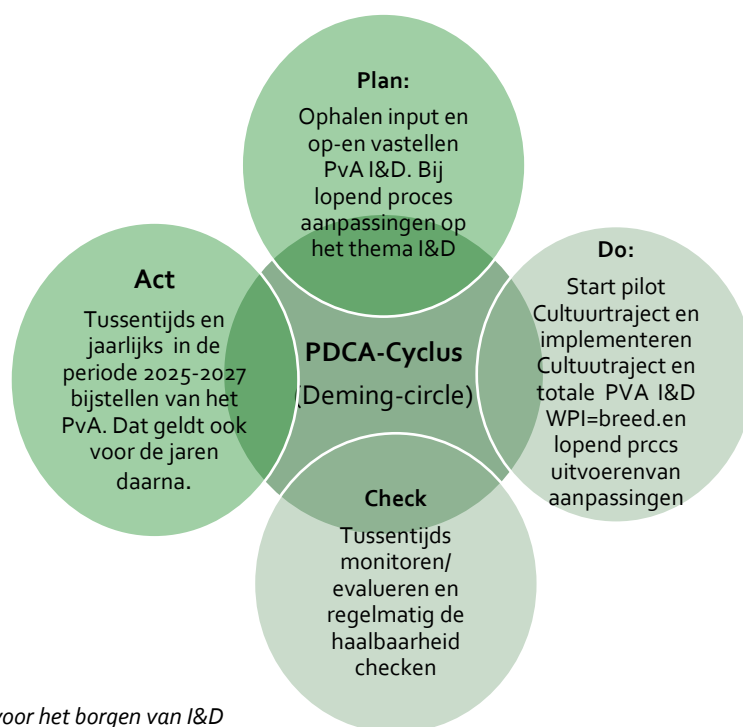 Plan:
Ophalen input en
op-en vastellen
PvA I&D. Bij
lopend proces
aanpassingen op
het thema I&D
Act
Tussentijds en
jaarlijks in de
periode 2025-2027
bijstellen van het
PvA. Dat geldt ook
voor de jaren
daarna.
PDCA-Cyclus
(Deming-circle)
Do:
Start pilot
Cultuurtraject en
implementeren
Cultuutraject en
totale PVA I&D
WPI=breed.en
lopend prccs
uitvoerenvan
aanpassingen
Check
Tussentijds
monitoren/
evalueren en
regelmatig de
haalbaarheid
checken
voor het borgen van I&D